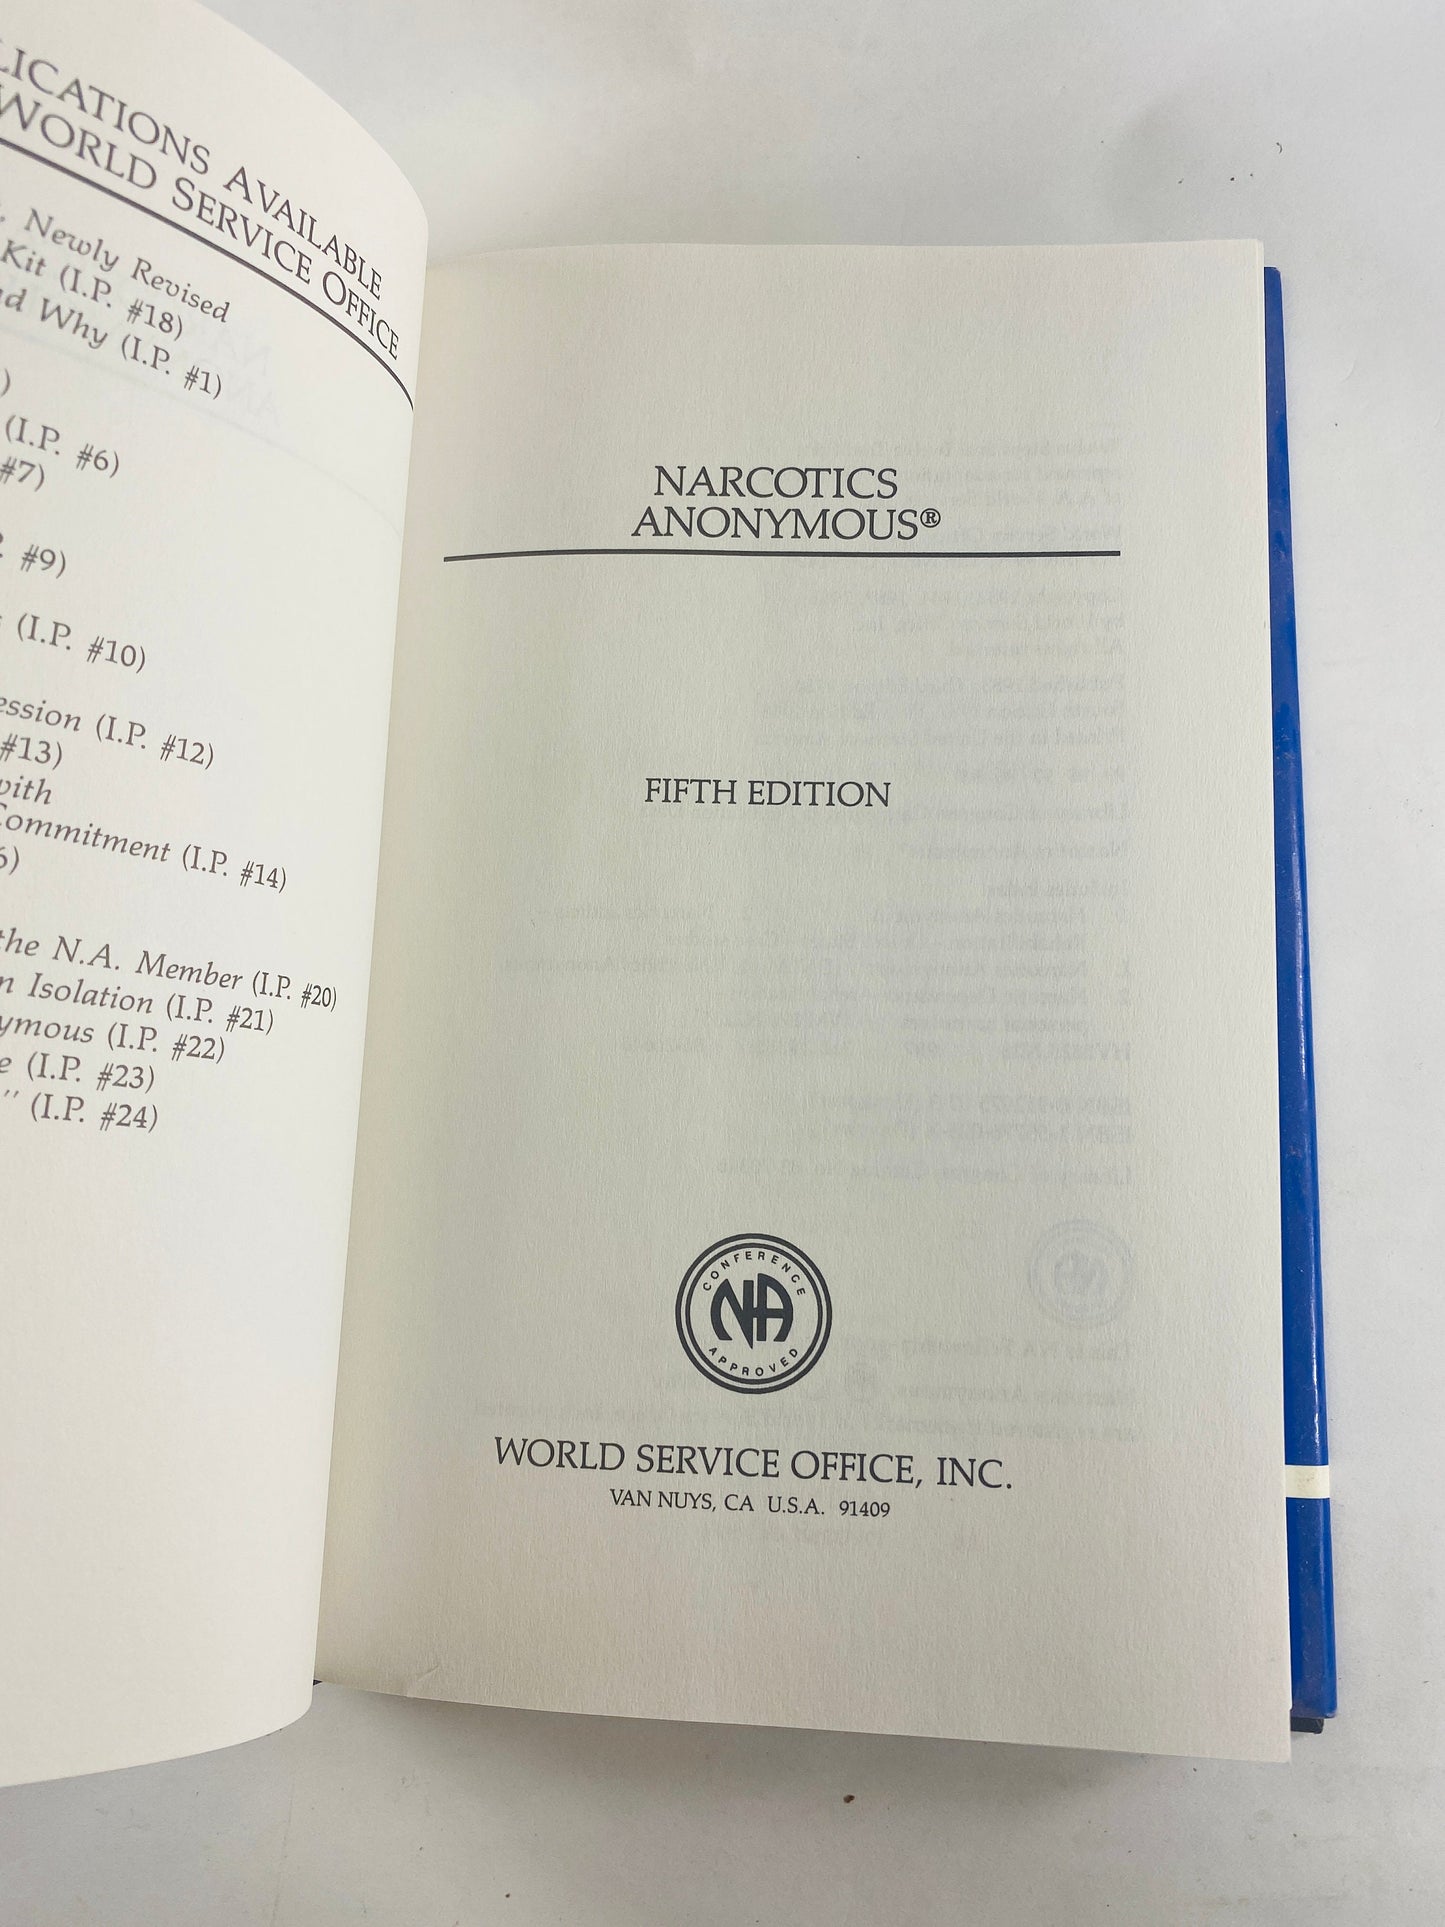 LICATIONS AVAILABLE
WORLD SERVICE OFFICE
Newly Revised
Kit (I.P. #18)
Why (I.P. #1)
)
(I.P. #6)
#7)
#9)
(I.P. #10)
ession (I.P. #12)
#13)
with
Commitment (I.P. #14)
6)
the N.A. Member (I.P. #20)
n Isolation (I.P. #21)
ymous (I.P. #22)
e (I.P. #23)
" (I.P. #24)
NARCOTICS
ANONYMOUS®
FIFTH EDITION
CONFERENCE
NA
APPROVED
WORLD SERVICE OFFICE, INC.
VAN NUYS, CA U.S.A. 91409